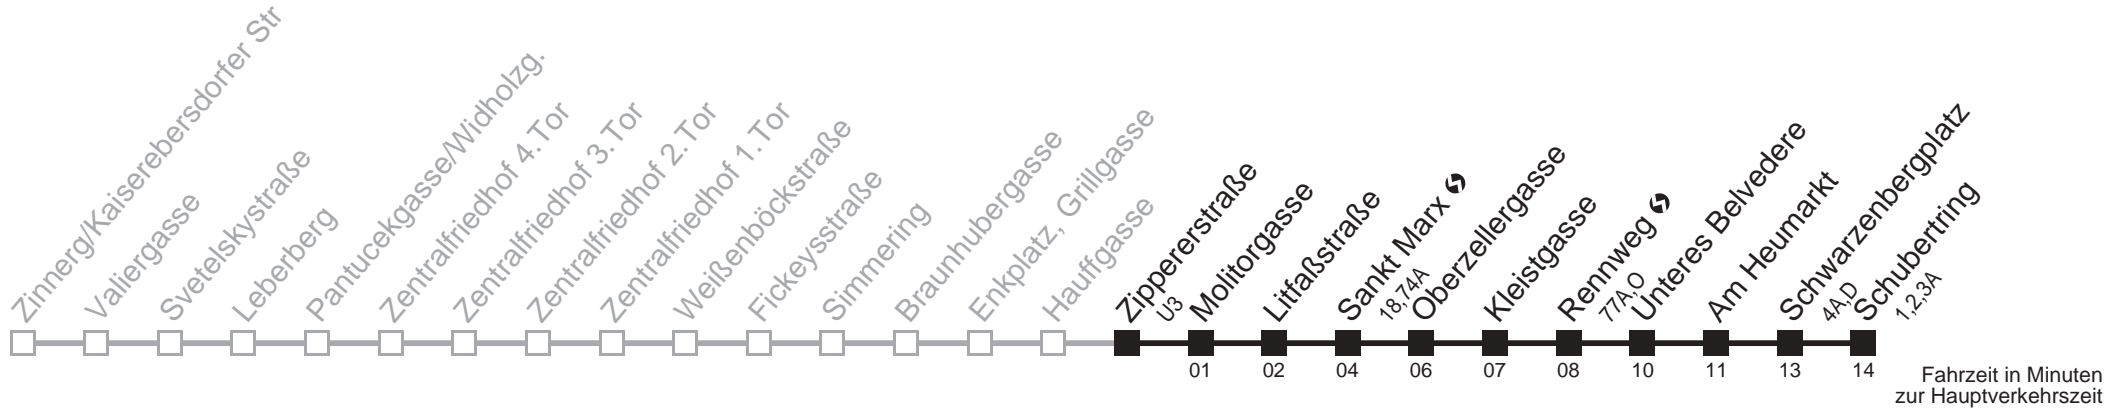 Zinnerg/Kaiserebersdorfer Str
Valiergasse
Svetelskystraße
Leberberg
Pantucekgasse/Widholzg.
Zentralfriedhof 4.Tor
Zentralfriedhof 3.Tor
Zentralfriedhof 2.Tor
Zentralfriedhof 1.Tor
Weißenböckstraße
Fickeysstraße
Simmering
Braunhubergasse
Enkplatz, Grillgasse
Hauffgasse
Zippererstraße
U3
Molitorgasse
Litfaßstraße
Sankt Marx
18,74A
Oberzellergasse
Kleistgasse
Rennweg
77A,O
Unteres Belvedere
Am Heumarkt
Schwarzenbergplatz
4A,D
Schubertring
1,2,3A
01 02 04 06 07 08 10 11 13 14
Fahrzeit in Minuten
zur Hauptverkehrszeit